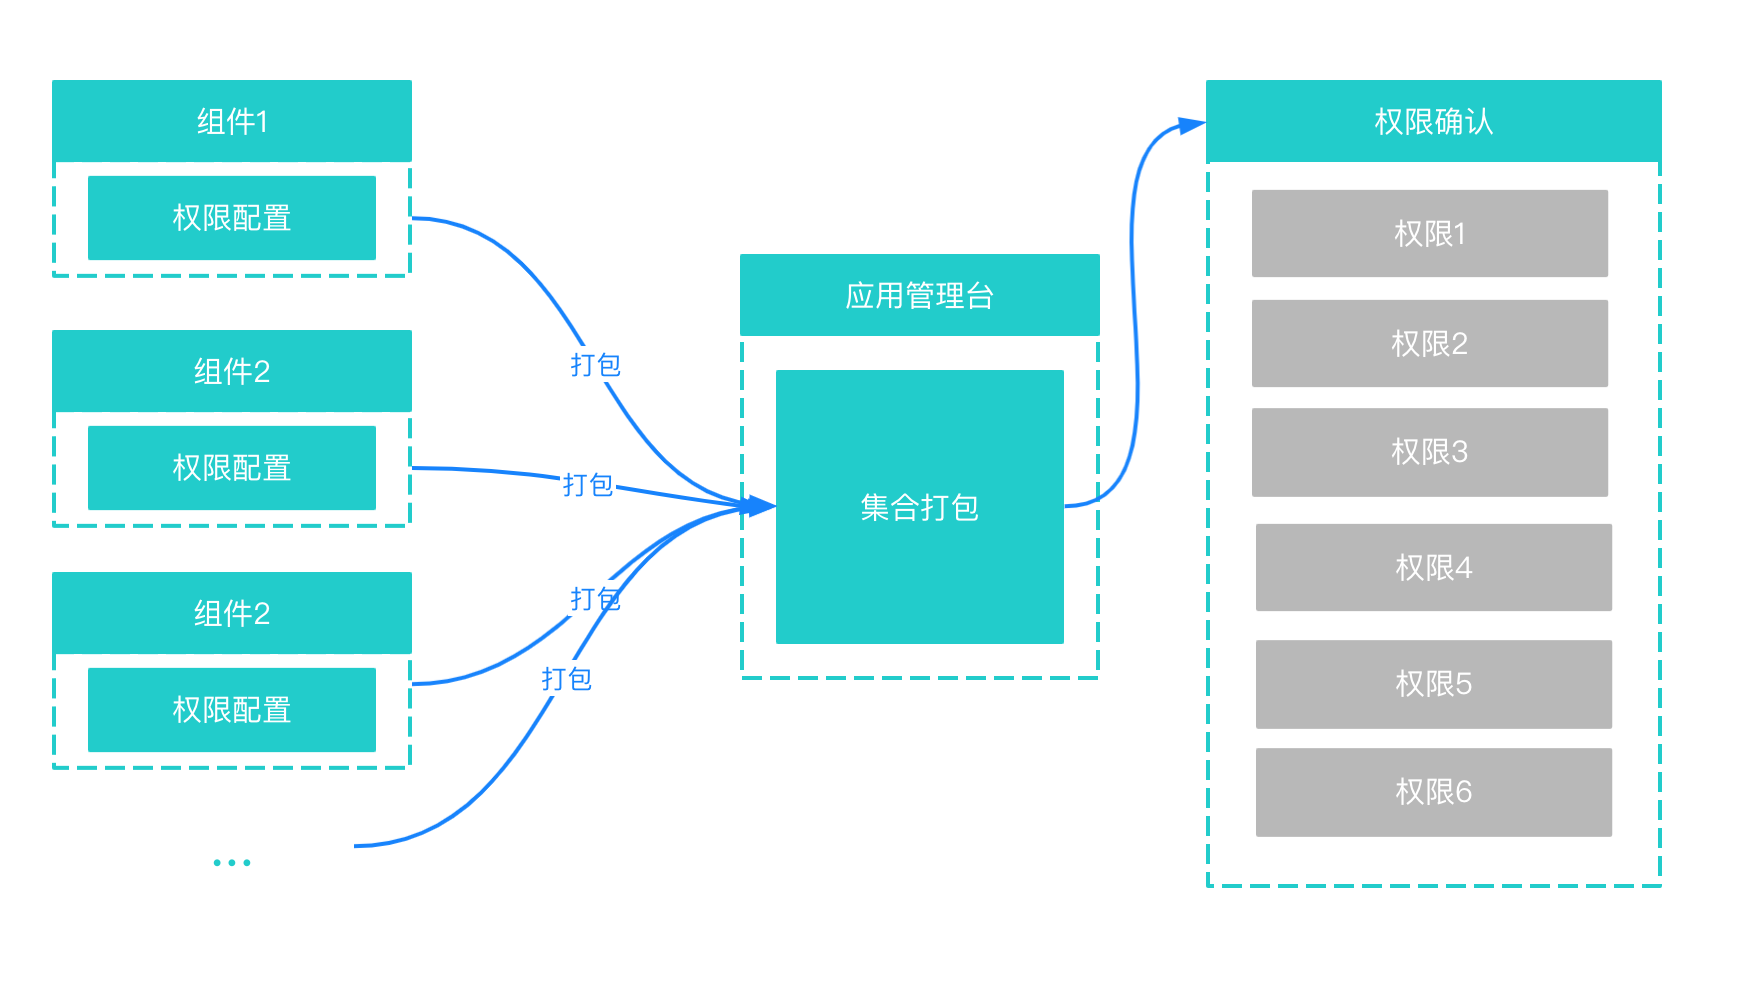 组件1
权限配置
组件2
权限配置
组件2
权限配置
...
打包
打包
打包
打包
应用管理台
集合打包
权限确认
权限1
权限2
权限3
权限4
权限5
权限6